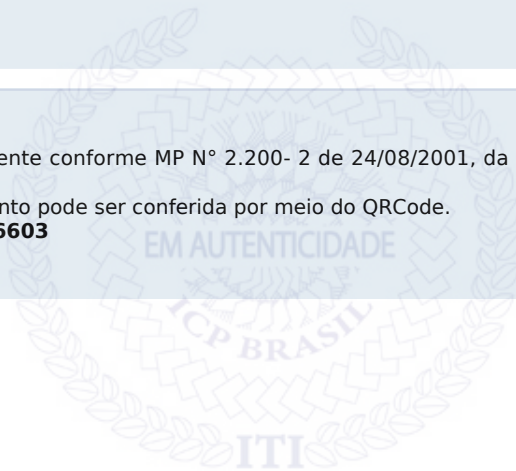 ente conforme MP N° 2.200- 2 de 24/08/2001, da
nto pode ser conferida por meio do QRCode.
6603
EM AUTENTICIDADE
ICP BRASIL
ITI